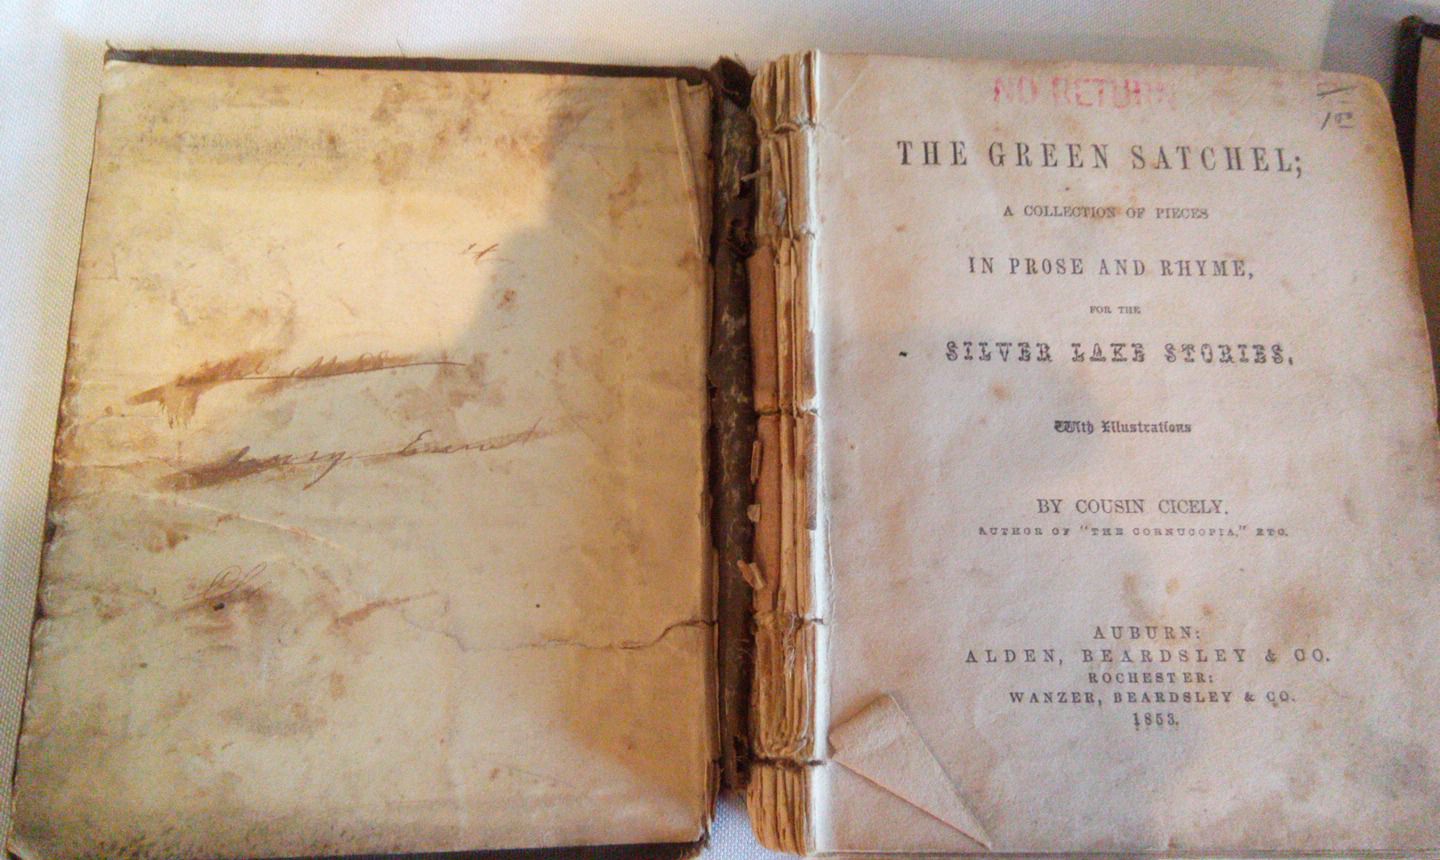 NO RETURN
THE GREEN SATCHEL;
A COLLECTION OF PIECES
IN PROSE AND RHYME,
FOR THE
SILVER LAKE STORIES,
With Illustrations
BY COUSIN CICELY.
AUTHOR OF "THE CORNUCOPIA," ETC.
AUBURN:
ALDEN, BEARDSLEY & CO.
ROCHESTER:
WANZER, BEARDSLEY & CO.
1853.